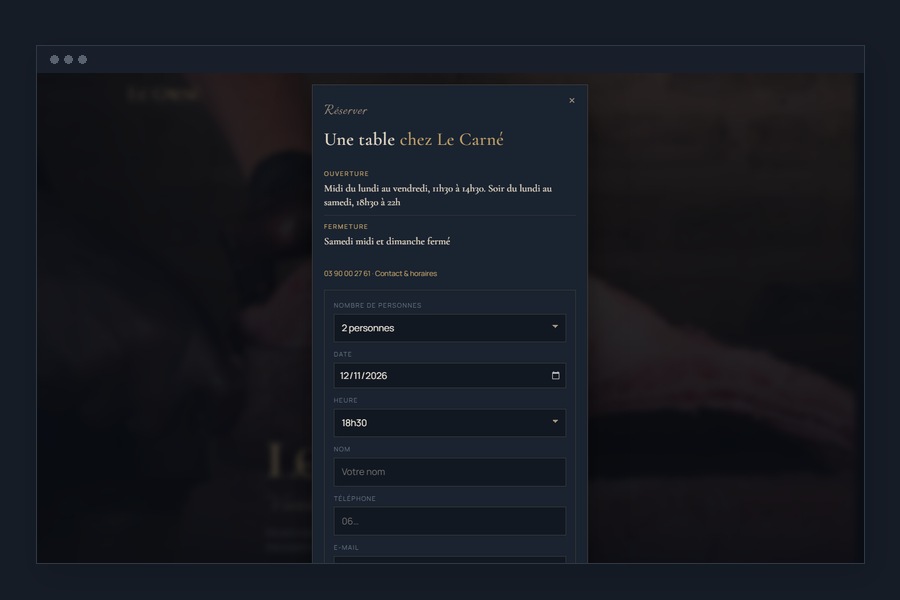 Réserver
×
Une table chez Le Carné
OUVERTURE
Midi du lundi au vendredi, 11h30 à 14h30. Soir du lundi au
samedi, 18h30 à 22h
FERMETURE
Samedi midi et dimanche fermé
03 90 00 27 61 · Contact & horaires
NOMBRE DE PERSONNES
2 personnes
DATE
12/11/2026
HEURE
18h30
NOM
Votre nom
TÉLÉPHONE
06…
E-MAIL
Le